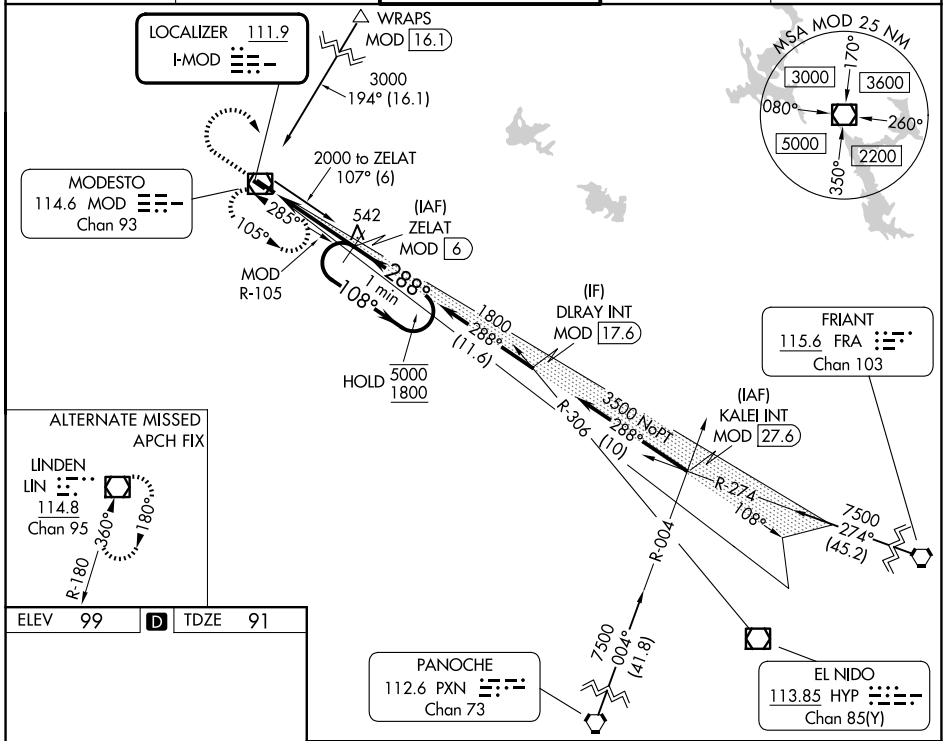 LOCALIZER 111.9
I-MOD
WRAPS
MOD 16.1
3000
194° (16.1)
MSA MOD 25 NM
170°
3000
3600
080°
260°
5000
2200
350°
2000 to ZELAT
107° (6)
MODESTO
114.6 MOD
Chan 93
542
(IAF)
ZELAT
MOD 6
285°
105°
MOD
R-105
288°
1 min
108°
1800
288°
(11.6)
(IF)
DLRAY INT
MOD 17.6
FRIANT
115.6 FRA
Chan 103
HOLD 5000
1800
R-306
3500 NoPT
288°
(10)
(IAF)
KALEI INT
MOD 27.6
ALTERNATE MISSED
APCH FIX
LINDEN
LIN
114.8
Chan 95
360°
180°
R-180
R-274
108°
7500
274°
(45.2)
R-004
7500
004°
(41.8)
ELEV 99 D TDZE 91
PANOCHE
112.6 PXN
Chan 73
EL NIDO
113.85 HYP
Chan 85(Y)